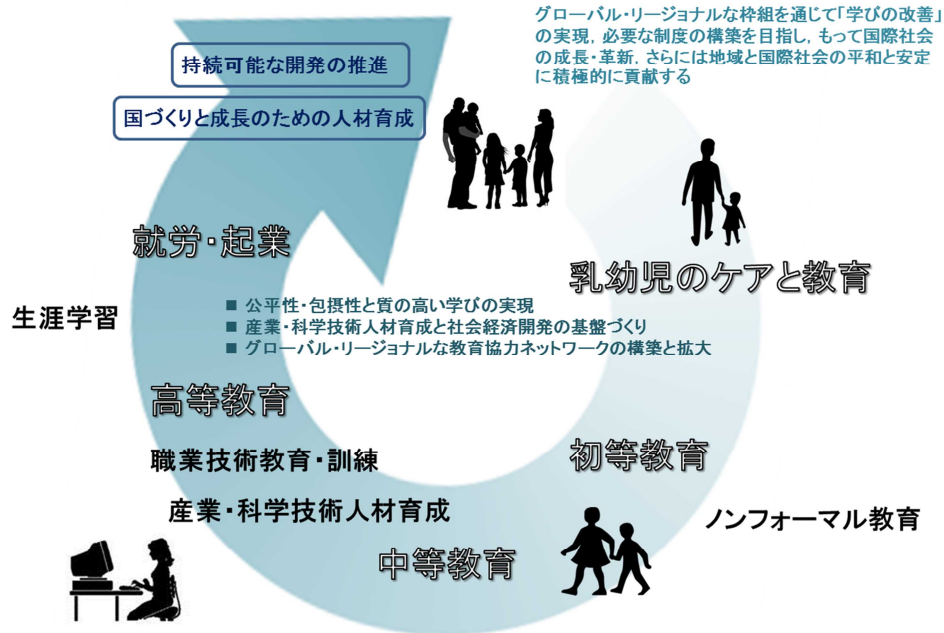 グローバル・リージョナルな枠組を通じて「学びの改善」
の実現，必要な制度の構築を目指し，もって国際社会
の成長・革新，さらには地域と国際社会の平和と安定
に積極的に貢献する
持続可能な開発の推進
国づくりと成長のための人材育成
就労・起業
乳幼児のケアと教育
生涯学習
■ 公平性・包摂性と質の高い学びの実現
■ 産業・科学技術人材育成と社会経済開発の基盤づくり
■ グローバル・リージョナルな教育協力ネットワークの構築と拡大
高等教育
職業技術教育・訓練
初等教育
産業・科学技術人材育成
ノンフォーマル教育
中等教育